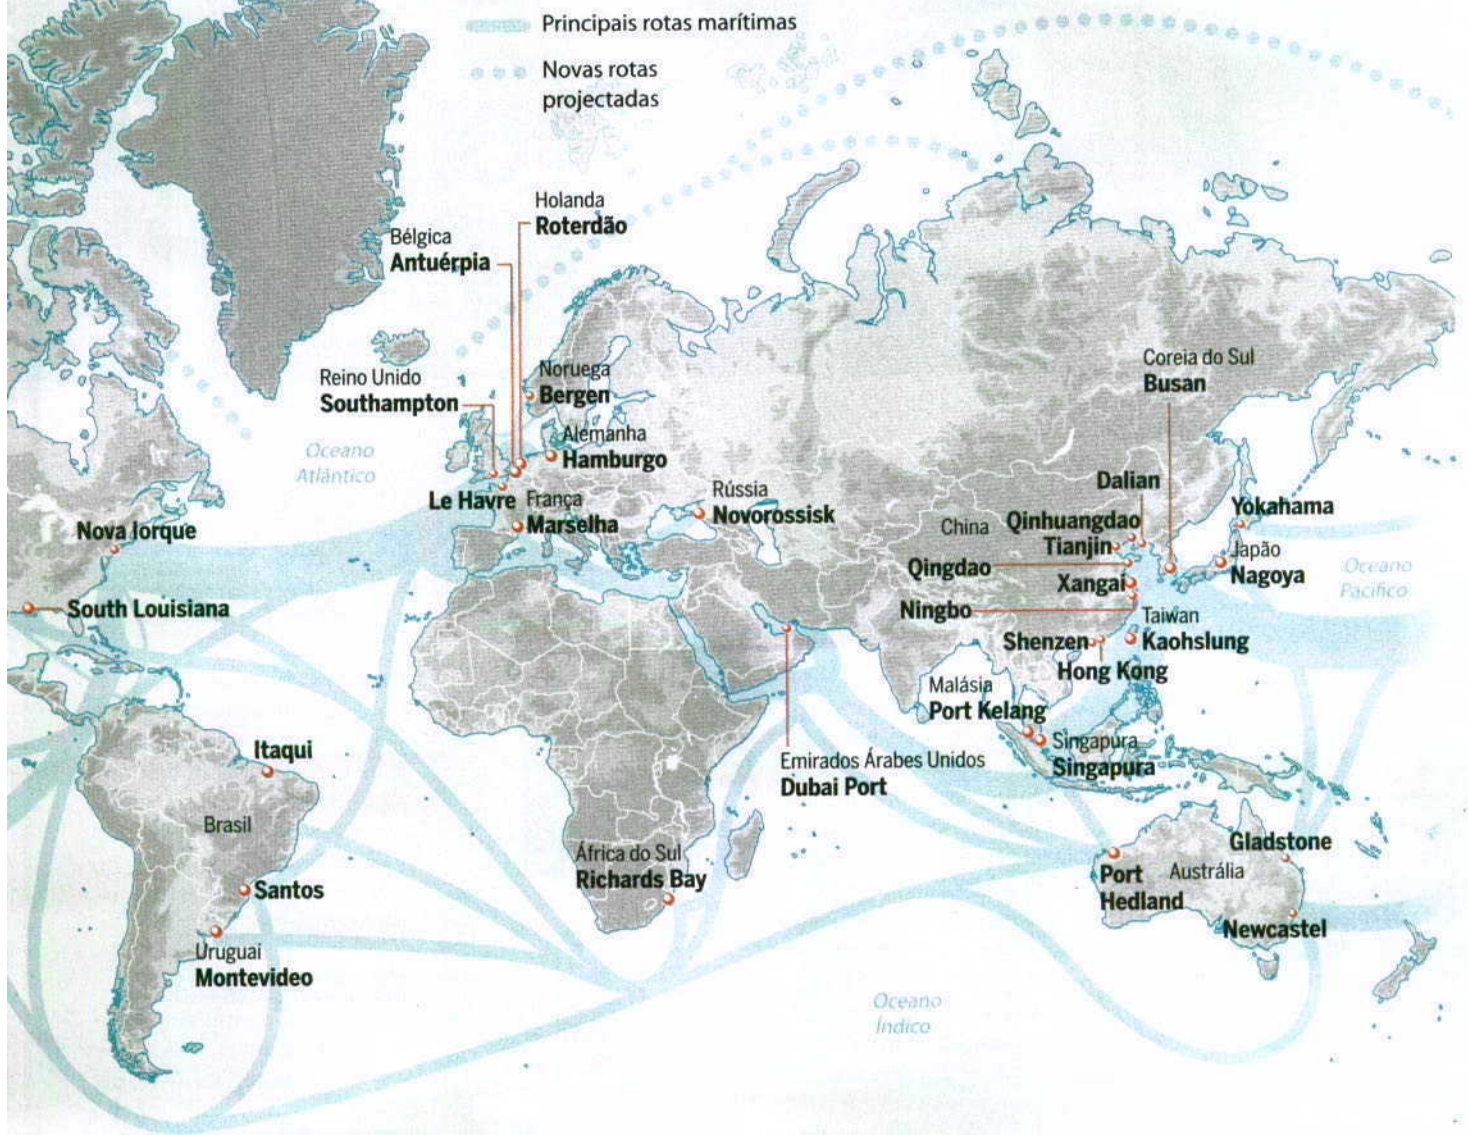 Principais rotas marítimas
Novas rotas
projectadas
Holanda
Roterdão
Bélgica
Antuérpia
Coreia do Sul
Busan
Reino Unido
Southampton
Noruega
Bergen
Oceano
Atlântico
Alemanha
Hamburgo
Le Havre
França
Marselha
Rússia
Novorossisk
Dalian
China
Qinhuangdao
Tianjin
Yokahama
Nova Iorque
Japão
Nagoya
Oceano
Pacífico
Qingdao
Xangai
Ningbo
South Louisiana
Taiwan
Kaohslung
Shenzen
Hong Kong
Malásia
Port Kelang
Singapura
Singapura
Itaqui
Emirados Árabes Unidos
Dubai Port
Brasil
África do Sul
Richards Bay
Gladstone
Port
Hedland
Austrália
Santos
Newcastel
Uruguai
Montevideo
Oceano
Índico